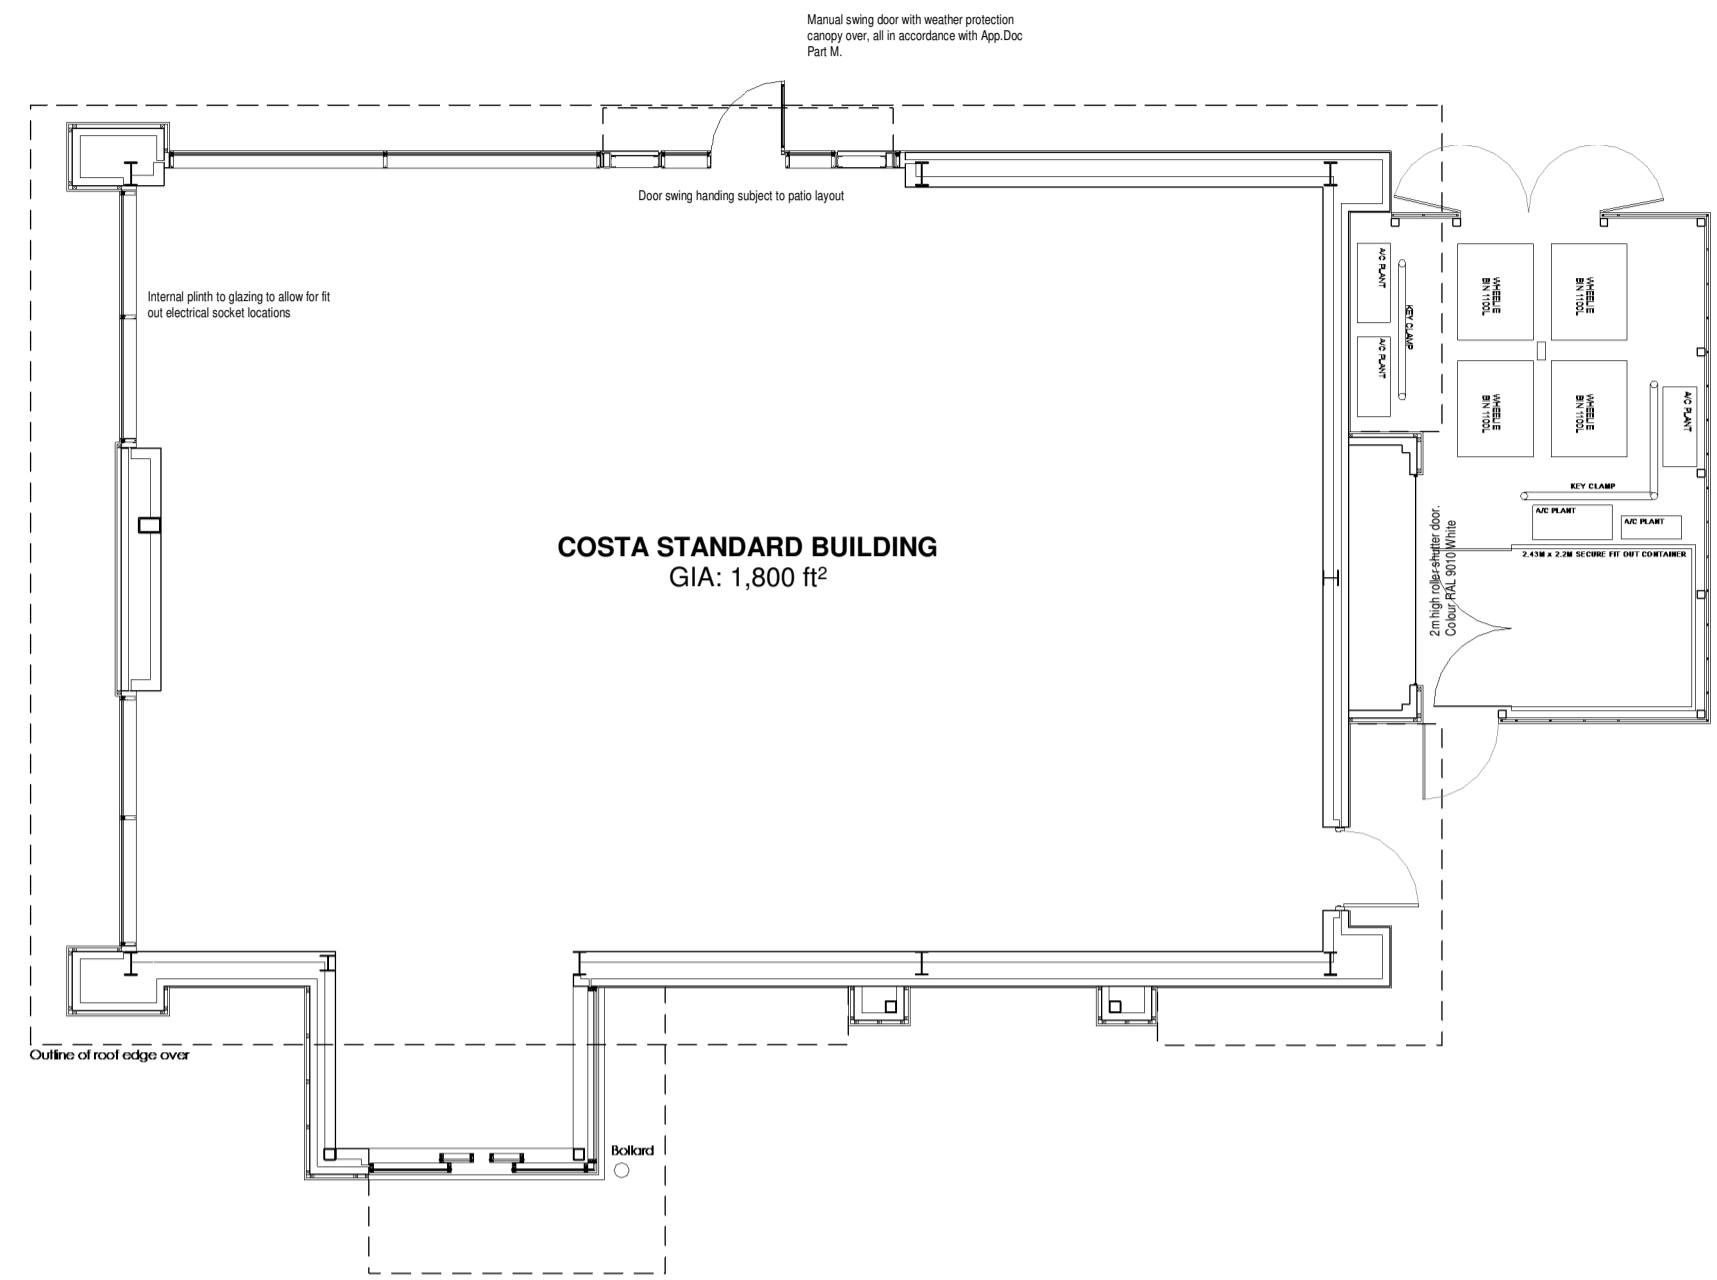 Manual swing door with weather protection
canopy over, all in accordance with App.Doc
Part M.
Door swing handing subject to patio layout
Internal plinth to glazing to allow for fit
out electrical socket locations
A/C PLANT
A/C PLANT
KEY CLAMP
WHEELIE
BIN 1100L
WHEELIE
BIN 1100L
WHEELIE
BIN 1100L
WHEELIE
BIN 1100L
A/C PLANT
KEY CLAMP
A/C PLANT
A/C PLANT
2.43M x 2.2M SECURE FIT OUT CONTAINER
2m high roller shutter door.
Colour RAL 9010 White
COSTA STANDARD BUILDING
GIA: 1,800 ft²
Outline of roof edge over
Bollard